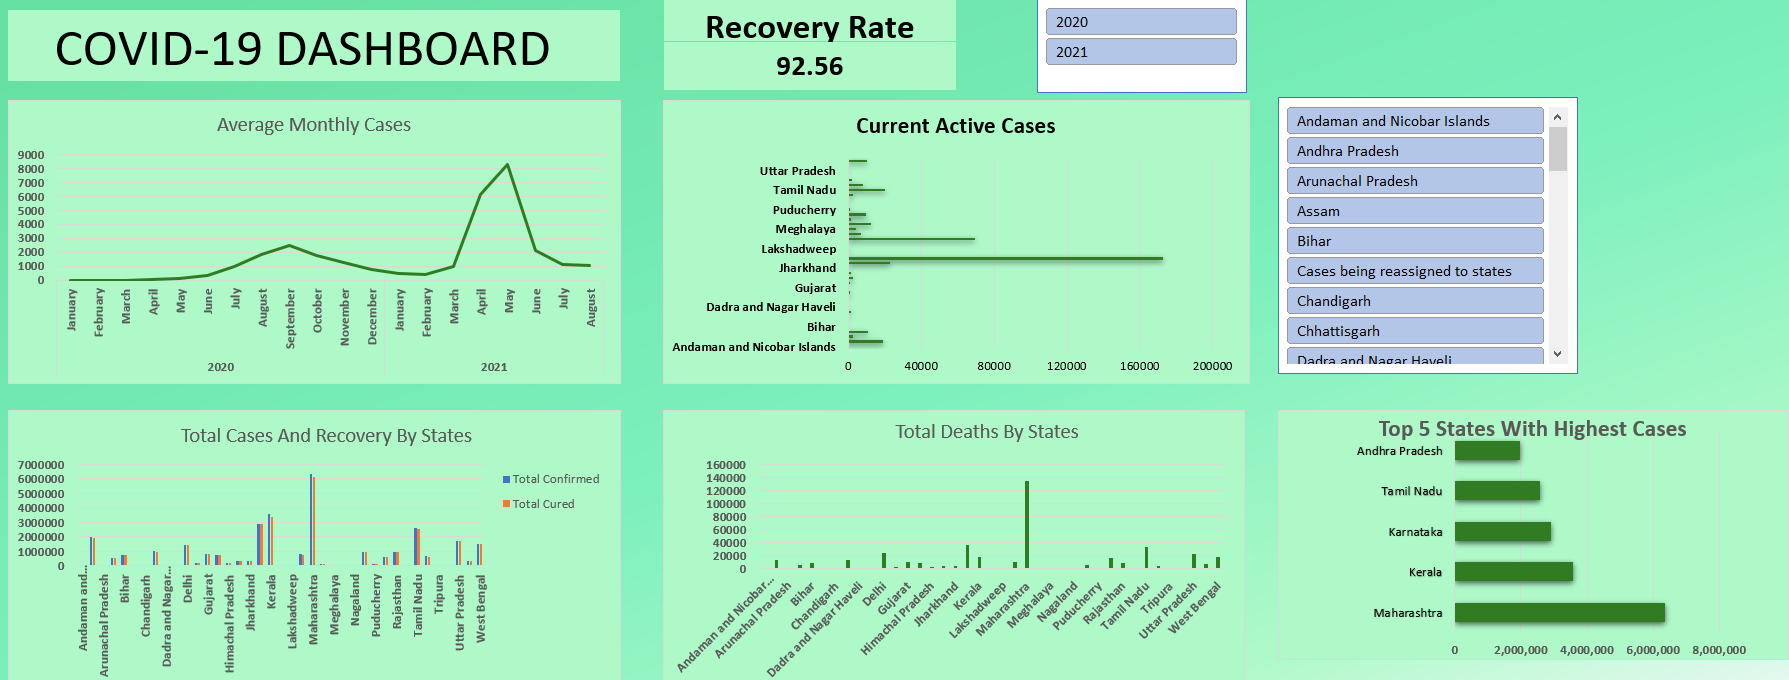 COVID-19 DASHBOARD
Recovery Rate
92.56
2020
2021
Average Monthly Cases
9000
8000
7000
6000
5000
4000
3000
2000
1000
0
January
February
March
April
May
June
July
August
September
October
November
December
January
February
March
April
May
June
July
August
2020
2021
Current Active Cases
Uttar Pradesh
Tamil Nadu
Puducherry
Meghalaya
Lakshadweep
Jharkhand
Gujarat
Dadra and Nagar Haveli
Bihar
Andaman and Nicobar Islands
0
40000
80000
120000
160000
200000
Andaman and Nicobar Islands
Andhra Pradesh
Arunachal Pradesh
Assam
Bihar
Cases being reassigned to states
Chandigarh
Chhattisgarh
Dadra and Nagar Haveli
Total Cases And Recovery By States
7000000
6000000
5000000
4000000
3000000
2000000
1000000
0
Total Confirmed
Total Cured
Andaman and...
Arunachal Pradesh
Bihar
Chandigarh
Dadra and Nagar...
Delhi
Gujarat
Himachal Pradesh
Jharkhand
Kerala
Lakshadweep
Maharashtra
Meghalaya
Nagaland
Puducherry
Rajasthan
Tamil Nadu
Tripura
Uttar Pradesh
West Bengal
Total Deaths By States
160000
140000
120000
100000
80000
60000
40000
20000
0
Andaman and Nicobar...
Arunachal Pradesh
Bihar
Chandigarh
Dadra and Nagar Haveli
Delhi
Gujarat
Himachal Pradesh
Jharkhand
Kerala
Lakshadweep
Maharashtra
Meghalaya
Nagaland
Puducherry
Rajasthan
Tamil Nadu
Tripura
Uttar Pradesh
West Bengal
Top 5 States With Highest Cases
Andhra Pradesh
Tamil Nadu
Karnataka
Kerala
Maharashtra
0
2,000,000
4,000,000
6,000,000
8,000,000